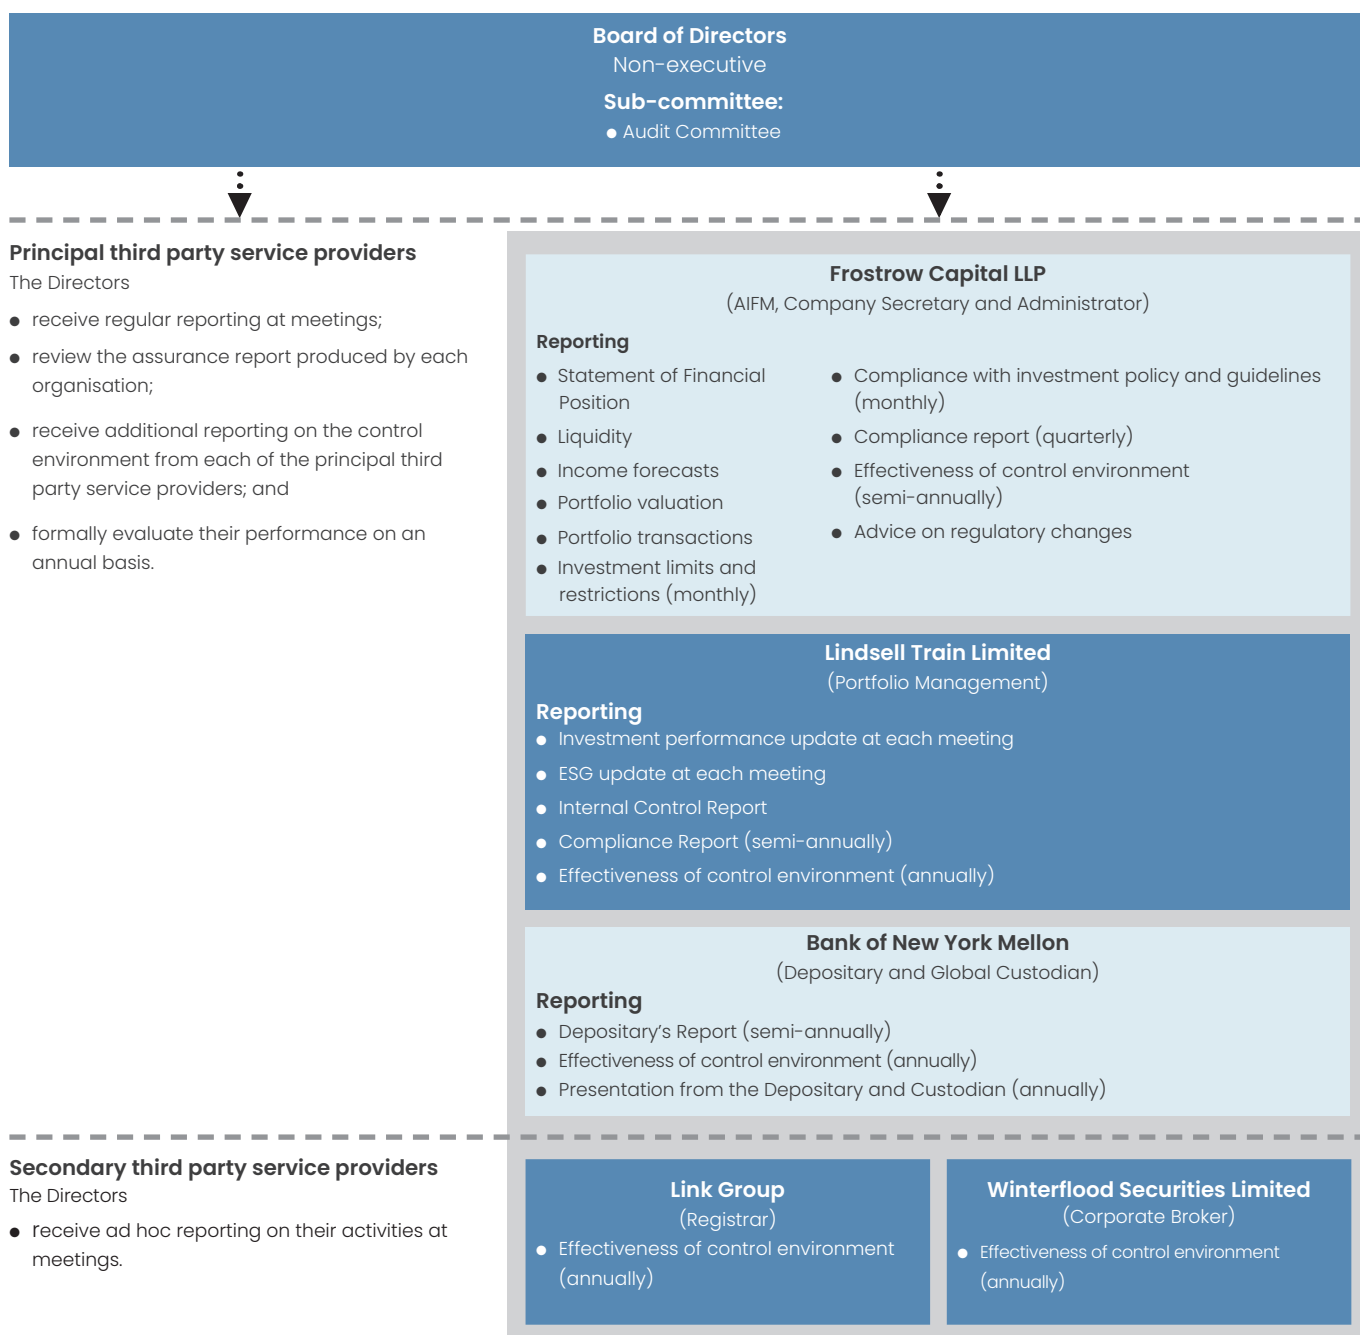 Board of Directors
Non-executive
Sub-committee:
● Audit Committee
Principal third party service providers
The Directors
● receive regular reporting at meetings;
● review the assurance report produced by each
organisation;
● receive additional reporting on the control
environment from each of the principal third
party service providers; and
● formally evaluate their performance on an
annual basis.
Frostrow Capital LLP
(AIFM, Company Secretary and Administrator)
Reporting
● Statement of Financial
Position
● Liquidity
● Income forecasts
● Portfolio valuation
● Portfolio transactions
● Investment limits and
restrictions (monthly)
● Compliance with investment policy and guidelines
(monthly)
● Compliance report (quarterly)
● Effectiveness of control environment
(semi-annually)
● Advice on regulatory changes
Lindsell Train Limited
(Portfolio Management)
Reporting
● Investment performance update at each meeting
● ESG update at each meeting
● Internal Control Report
● Compliance Report (semi-annually)
● Effectiveness of control environment (annually)
Bank of New York Mellon
(Depositary and Global Custodian)
Reporting
● Depositary’s Report (semi-annually)
● Effectiveness of control environment (annually)
● Presentation from the Depositary and Custodian (annually)
Secondary third party service providers
The Directors
● receive ad hoc reporting on their activities at
meetings.
Link Group
(Registrar)
● Effectiveness of control environment
(annually)
Winterflood Securities Limited
(Corporate Broker)
● Effectiveness of control environment
(annually)